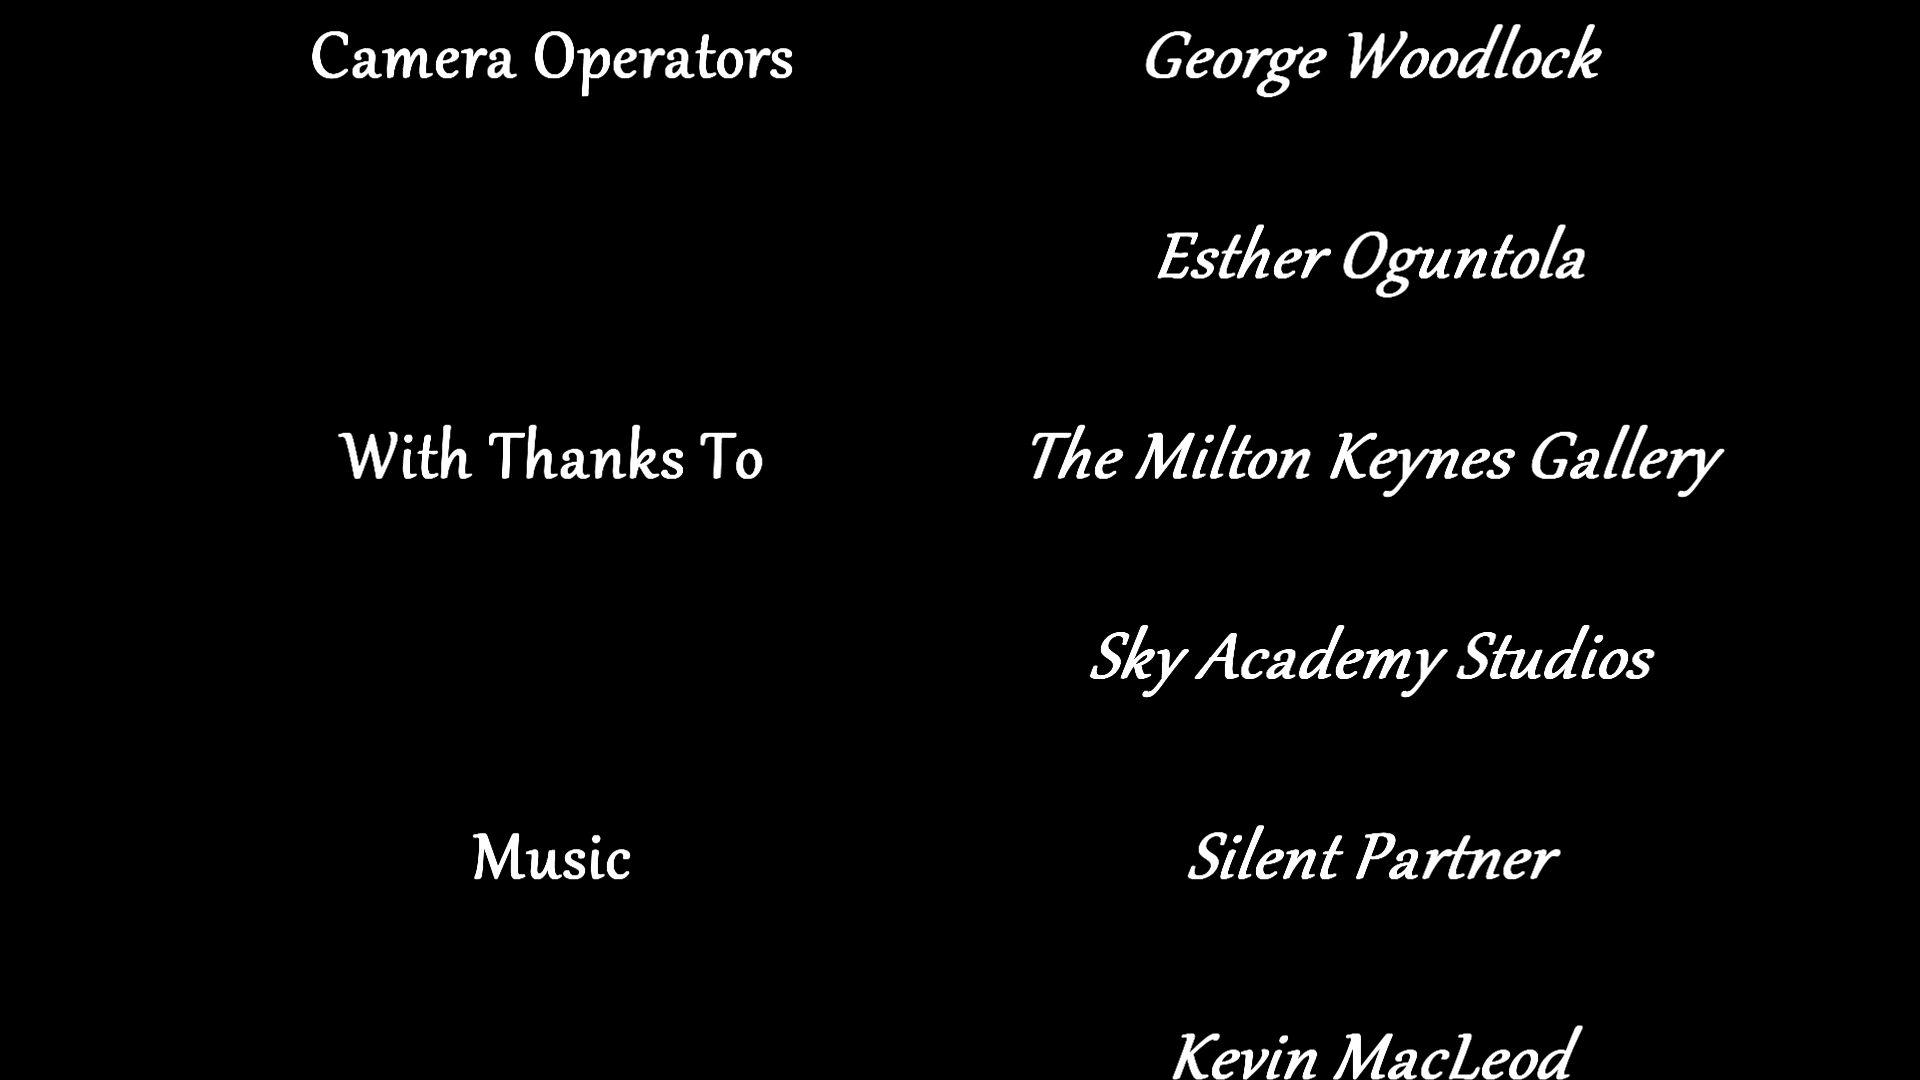 Camera Operators George Woodlock
Esther Oguntola
With Thanks To The Milton Keynes Gallery
Sky Academy Studios
Music Silent Partner
Kevin MacLeod